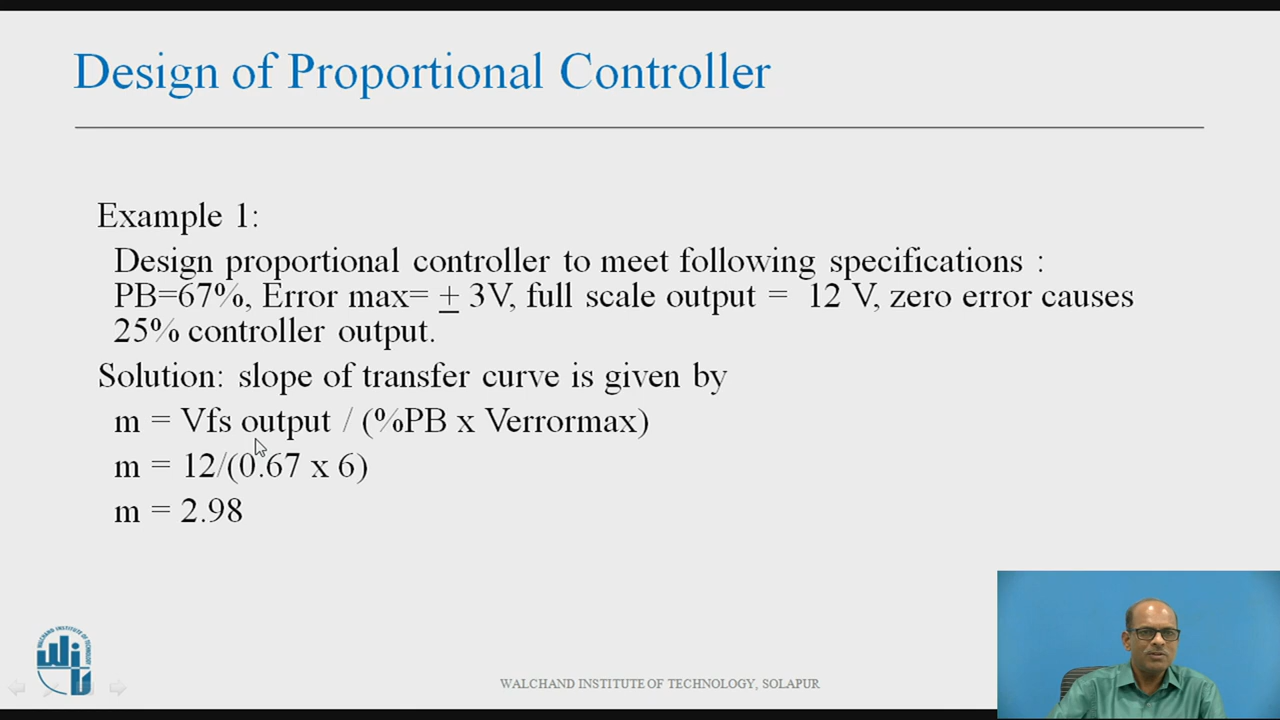 Design of Proportional Controller
Example 1:
Design proportional controller to meet following specifications :
PB=67%, Error max= ± 3V, full scale output = 12 V, zero error causes
25% controller output.
Solution: slope of transfer curve is given by
m = Vfs output / (%PB x Verrormax)
m = 12/(0.67 x 6)
m = 2.98
WALCHAND INSTITUTE OF TECHNOLOGY, SOLAPUR